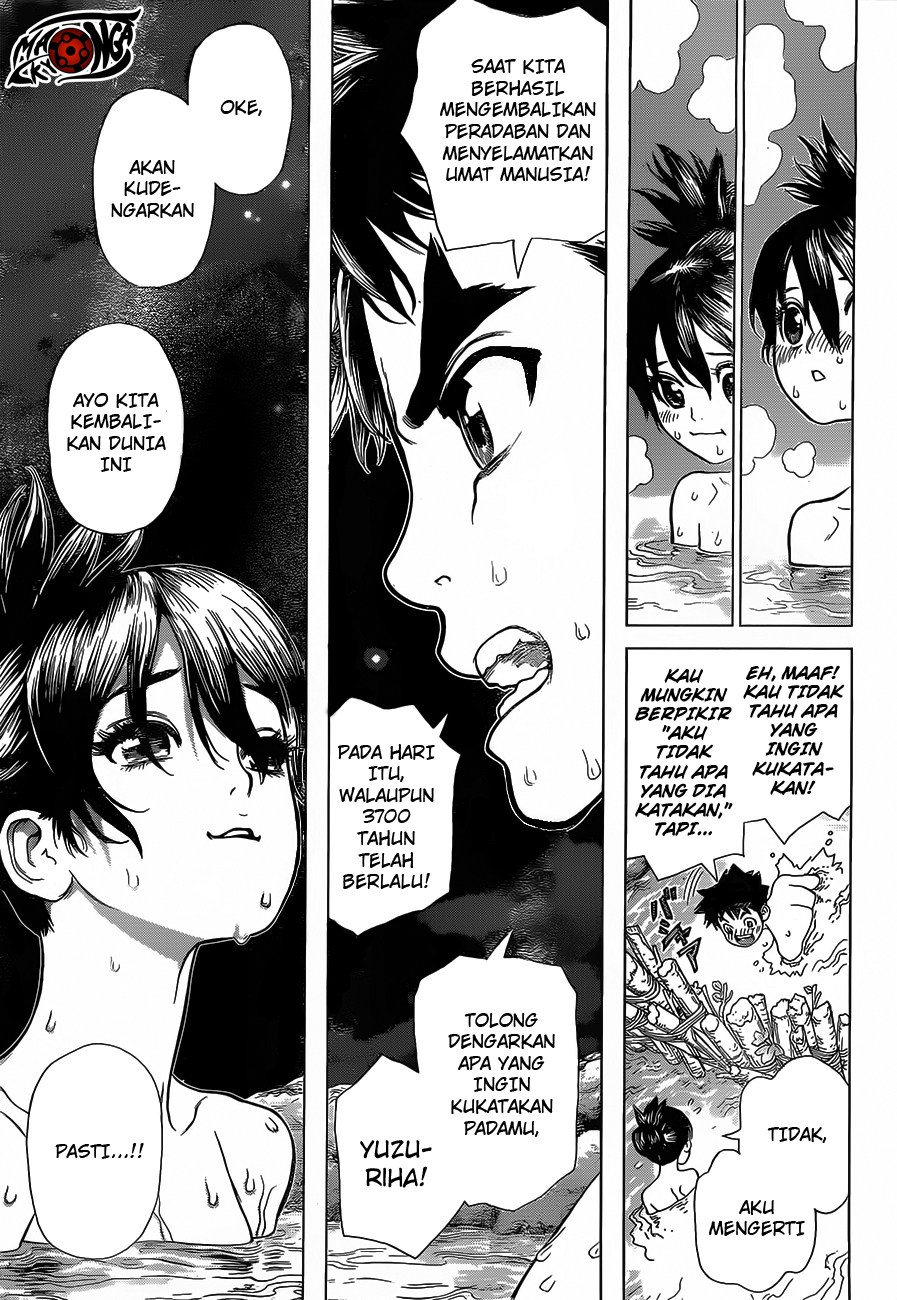 EH, MAAF!
KAU TIDAK
TAHU APA
YANG
INGIN
KUKATA-
KAN!
KAU
MUNGKIN
BERPIKIR
"AKU
TIDAK
TAHU APA
YANG DIA
KATAKAN,"
TAPI...
TIDAK,
AKU
MENGERTI
SAAT KITA
BERHASIL
MENGEMBALIKAN
PERADABAN DAN
MENYELAMATKAN
UMAT MANUSIA!
PADA HARI
ITU,
WALAUPUN
3700
TAHUN
TELAH
BERLALU!
TOLONG
DENGARKAN
APA YANG
INGIN
KUKATAKAN
PADAMU,
YUZU-
RIHA!
OKE,
AKAN
KUDE-
NGARKAN
AYO KITA
KEMBALI-
KAN DUNIA
INI
PASTI...!!